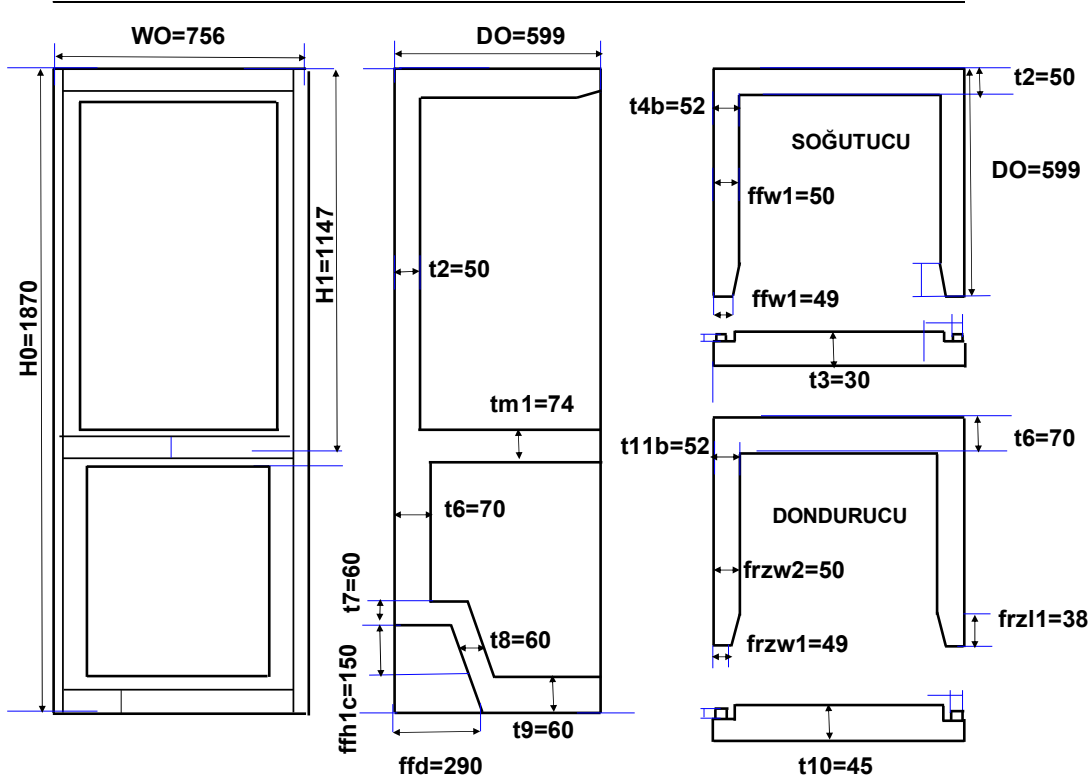 WO=756
DO=599
t2=50
t4b=52
SOĞUTUCU
DO=599
ffw1=50
H1=1147
t2=50
ffw1=49
H0=1870
t3=30
tm1=74
t11b=52
t6=70
t6=70
DONDURUCU
t7=60
frzw2=50
frzl1=38
t8=60
frzw1=49
ffh1c=150
t9=60
ffd=290
t10=45